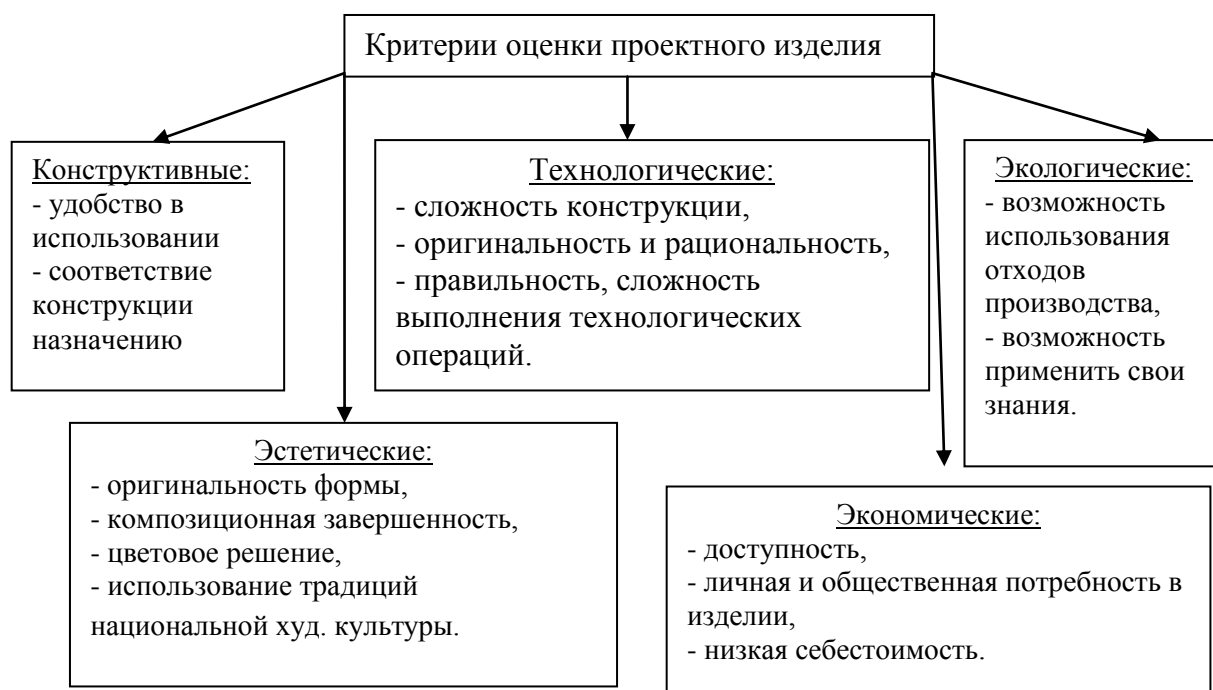 Критерии оценки проектного изделия
Конструктивные:
- удобство в
использовании
- соответствие
конструкции
назначению
Технологические:
- сложность конструкции,
- оригинальность и рациональность,
- правильность, сложность
выполнения технологических
операций.
Экологические:
- возможность
использования
отходов
производства,
- возможность
применить свои
знания.
Эстетические:
- оригинальность формы,
- композиционная завершенность,
- цветовое решение,
- использование традиций
национальной худ. культуры.
Экономические:
- доступность,
- личная и общественная потребность в
изделии,
- низкая себестоимость.